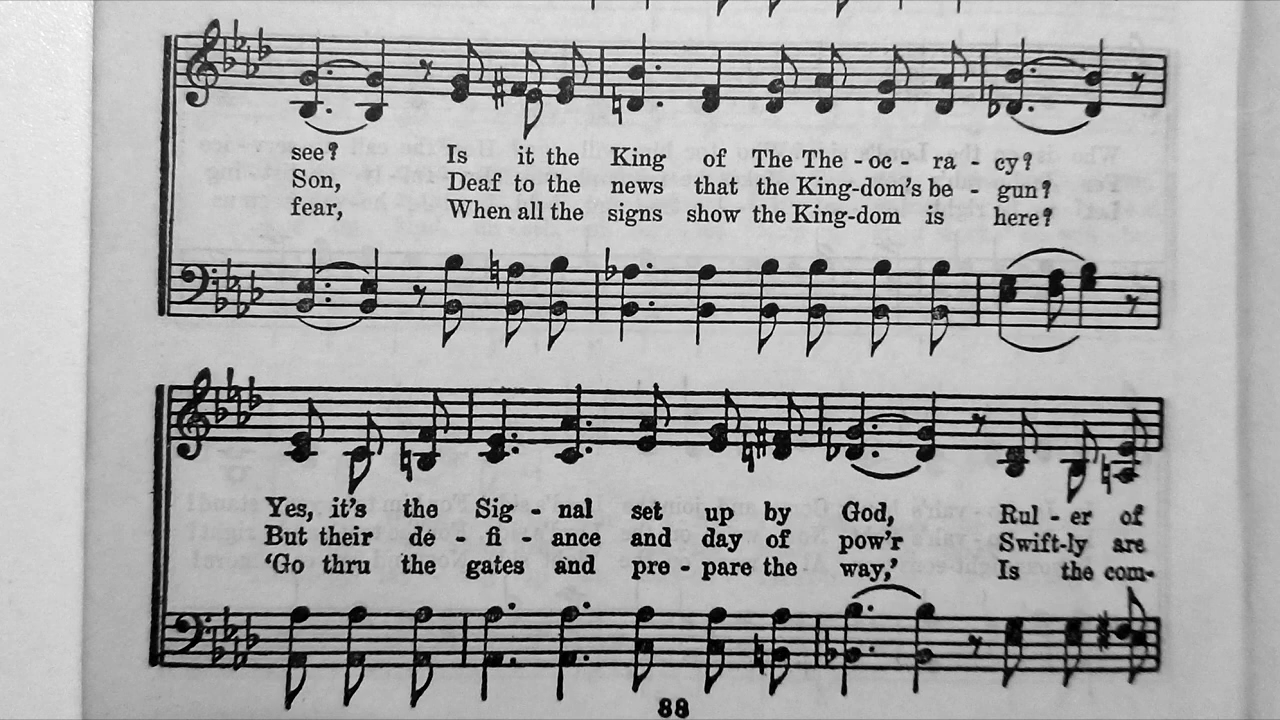 see? Is it the King of The The - oc - ra - cy?
Son, Deaf to the news that the King-dom's be - gun?
fear, When all the signs show the King-dom is here?
Yes, it's the Sig - nal set up by God, Rul - er of
But their de - fi - ance and day of pow'r Swift-ly are
'Go thru the gates and pre - pare the way,' Is the com-
88